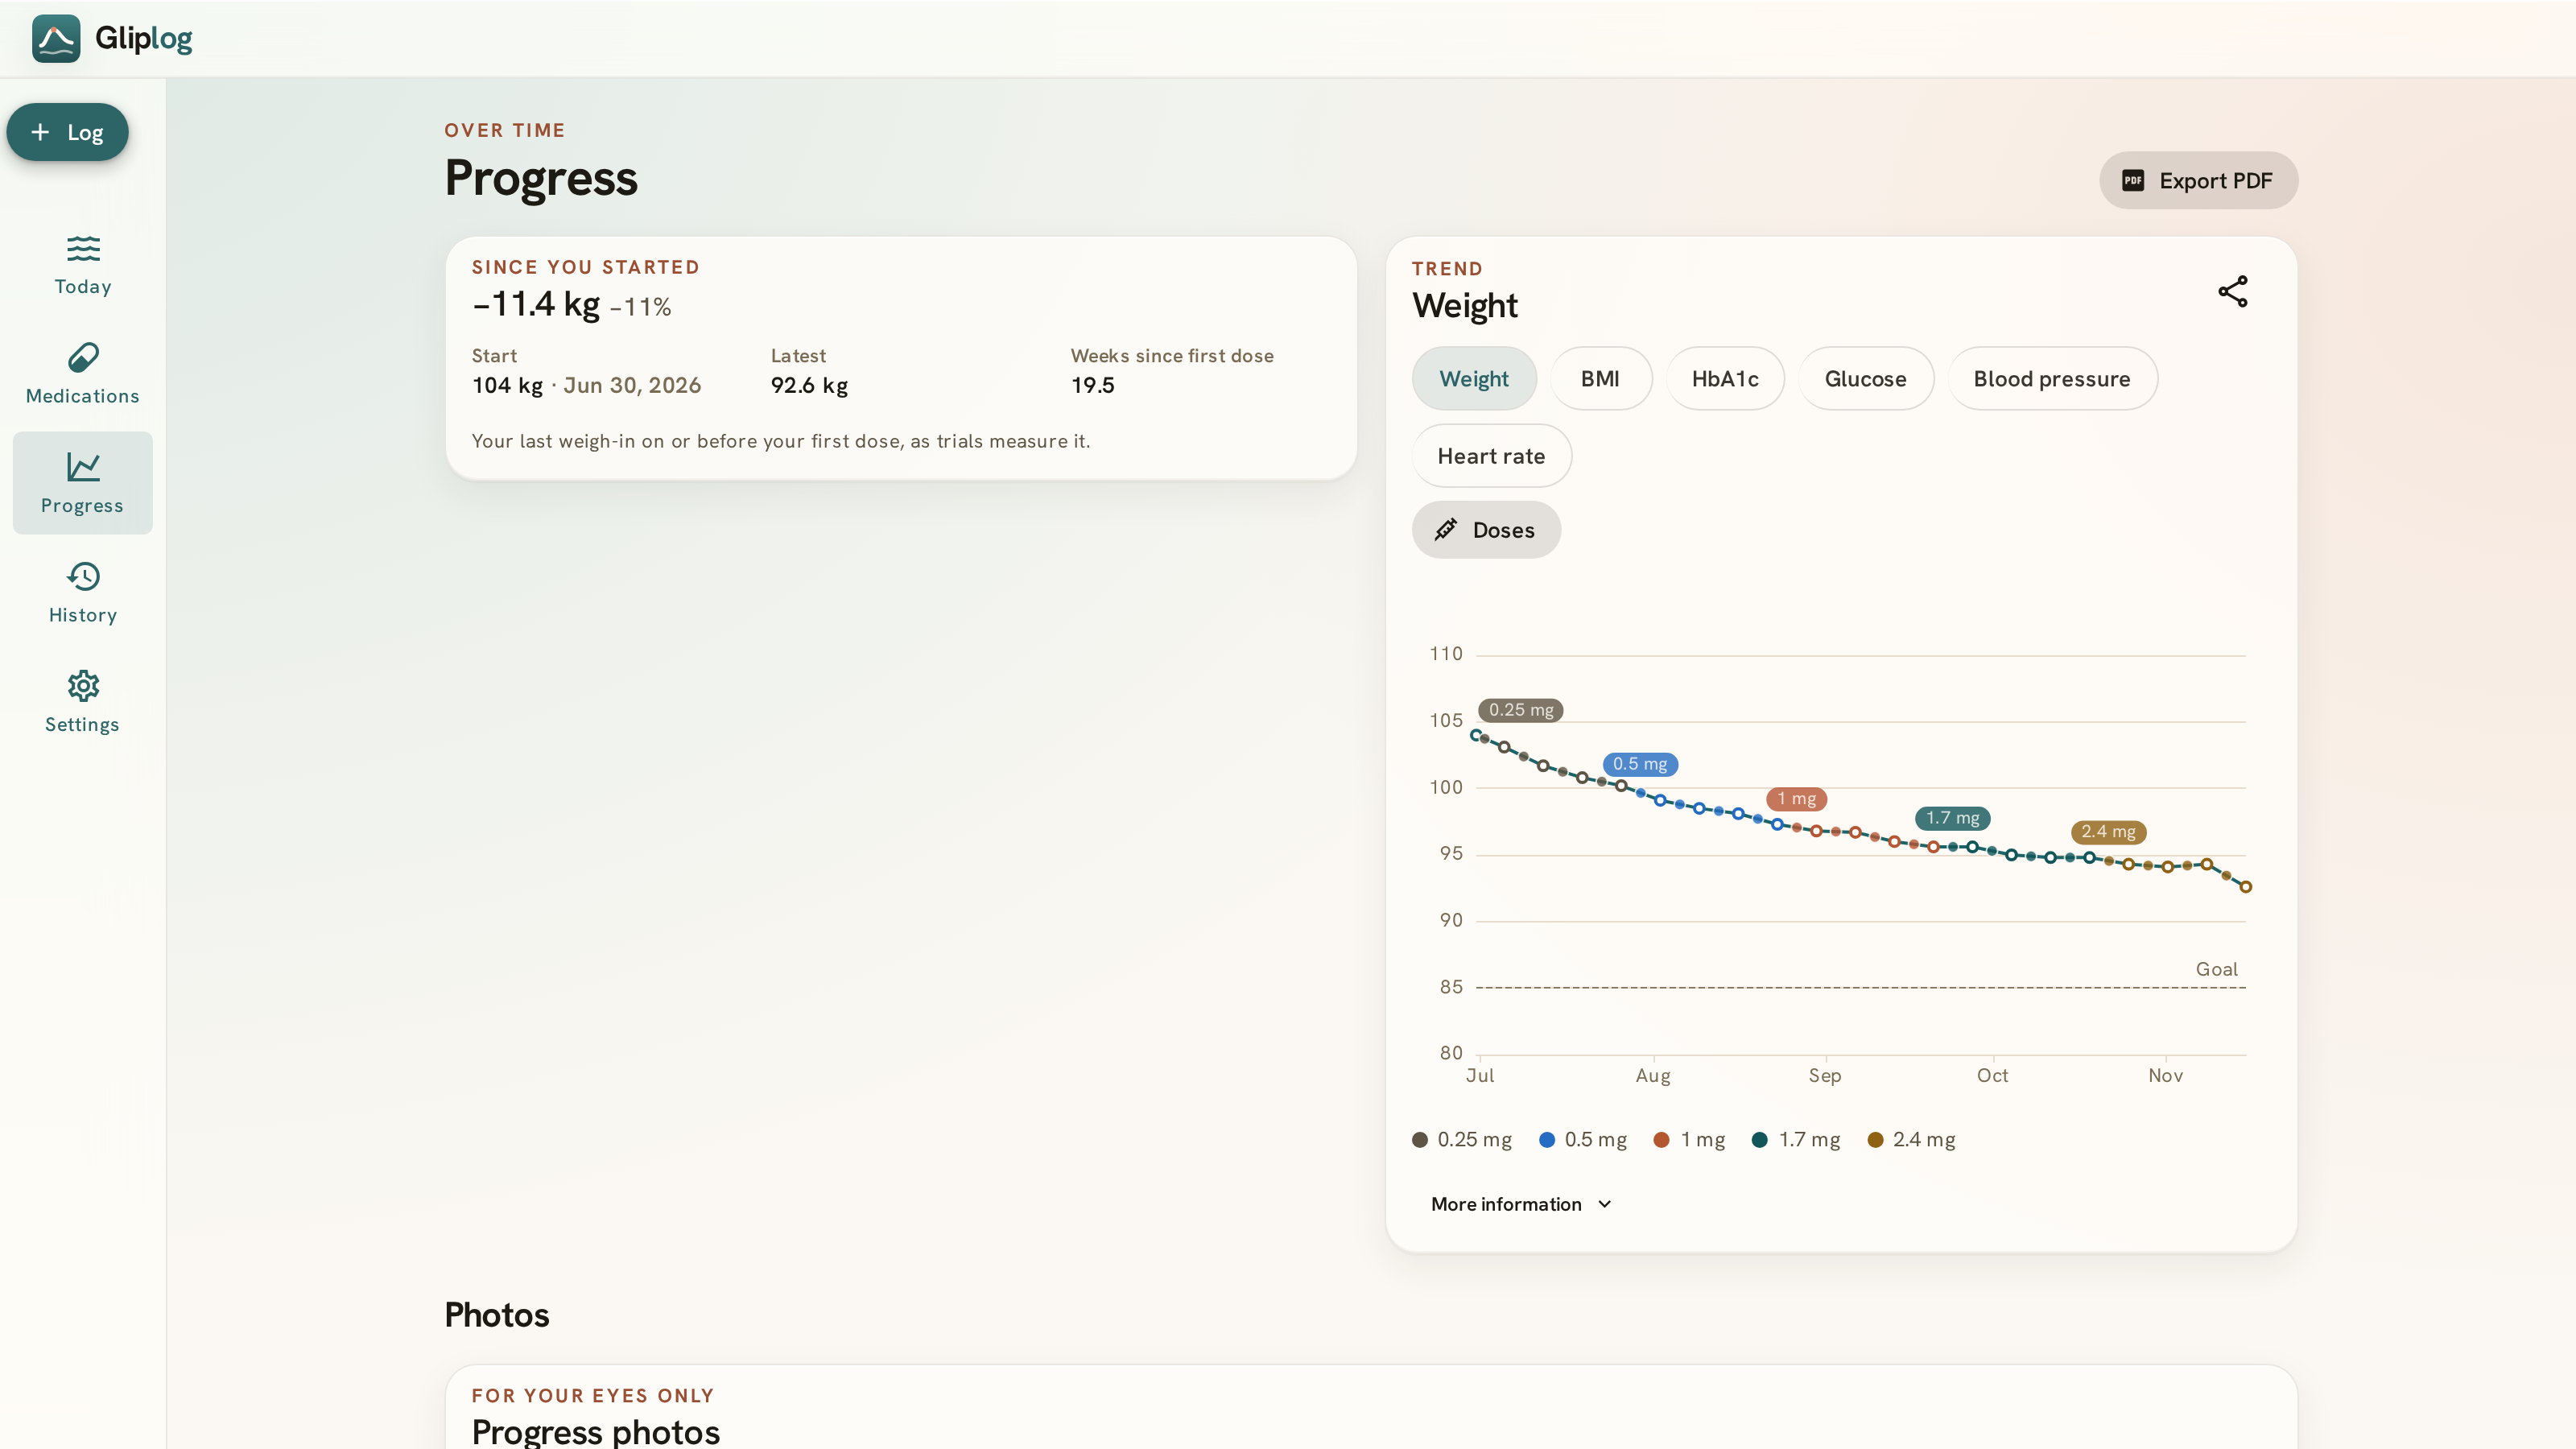 Gliplog
+ Log
Today
Medications
Progress
History
Settings
OVER TIME
Progress
PDF Export PDF
SINCE YOU STARTED
−11.4 kg −11%
Start Latest Weeks since first dose
104 kg · Jun 30, 2026 92.6 kg 19.5
Your last weigh-in on or before your first dose, as trials measure it.
TREND
Weight
Weight BMI HbA1c Glucose Blood pressure
Heart rate
Doses
110
0.25 mg
105
0.5 mg
100
1 mg
1.7 mg
2.4 mg
95
90
Goal
85
80
Jul Aug Sep Oct Nov
0.25 mg 0.5 mg 1 mg 1.7 mg 2.4 mg
More information
Photos
FOR YOUR EYES ONLY
Progress photos